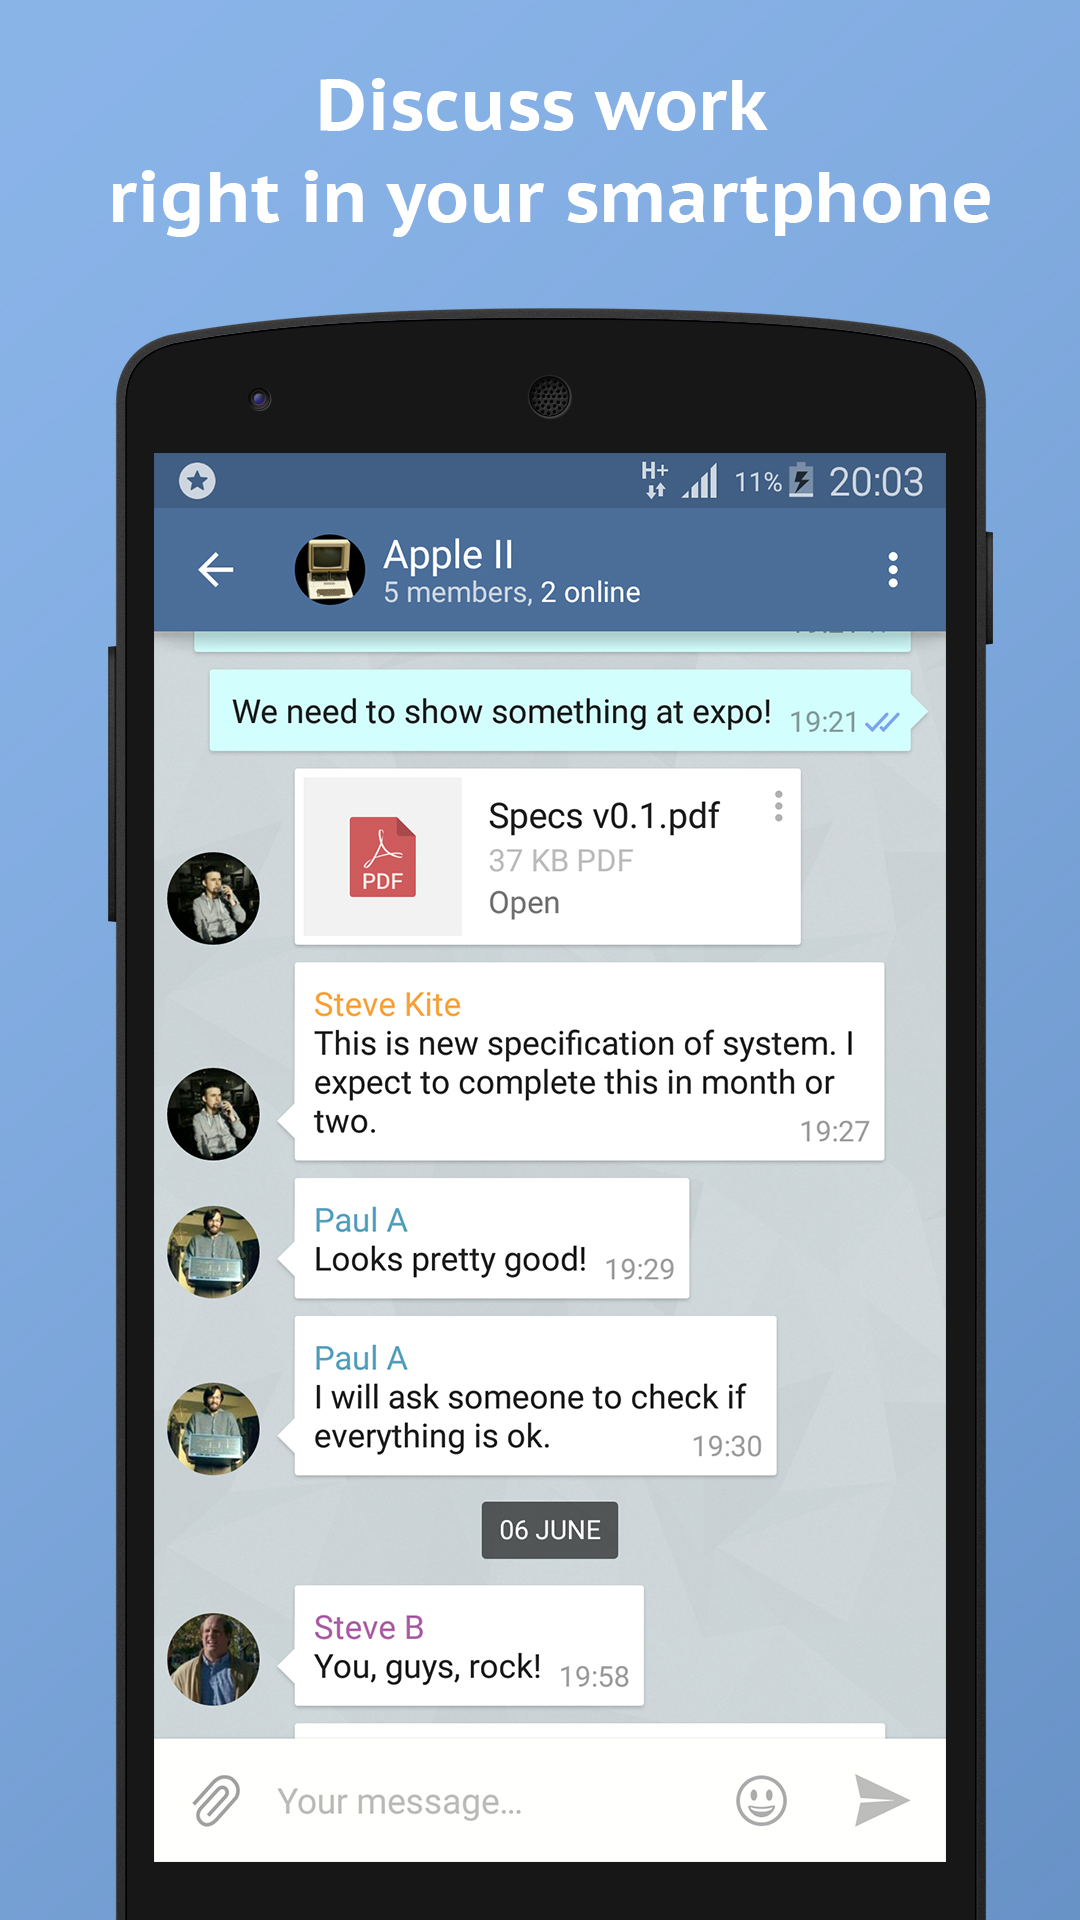 Discuss work
right in your smartphone
H+
11%
20:03
Apple II
5 members, 2 online
We need to show something at expo!
19:21
PDF
Specs v0.1.pdf
37 KB PDF
Open
Steve Kite
This is new specification of system. I
expect to complete this in month or
two.
19:27
Paul A
Looks pretty good!
19:29
Paul A
I will ask someone to check if
everything is ok.
19:30
06 JUNE
Steve B
You, guys, rock!
19:58
Your message...